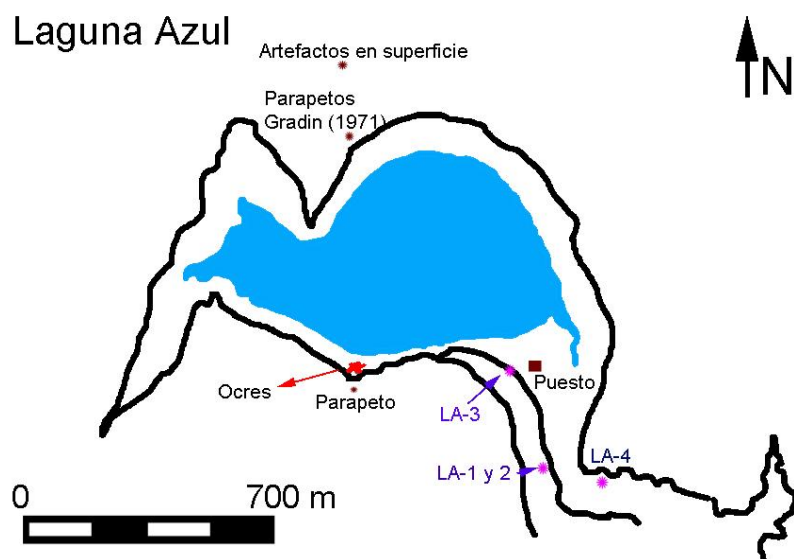 Laguna Azul
Artefactos en superficie
N
Parapetos
Gradin (1971)
Ocres
Parapeto
Puesto
LA-3
LA-1 y 2
LA-4
0 700 m